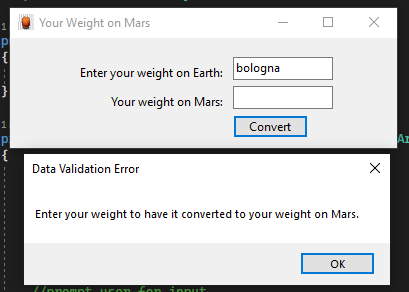 Your Weight on Mars
Enter your weight on Earth: bologna
Your weight on Mars:
Convert
Data Validation Error
Enter your weight to have it converted to your weight on Mars.
OK
//prompt user for input